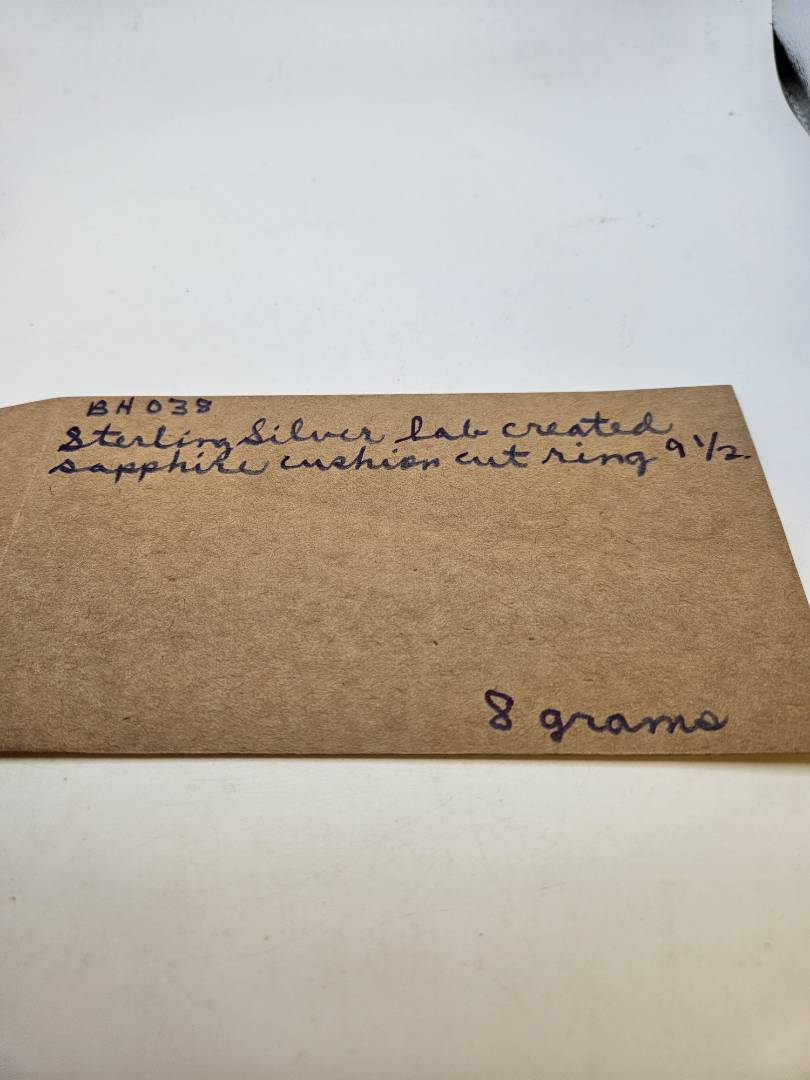 BH038
Sterling Silver lab created
sapphire cushion cut ring 9 1/2.
8 grams